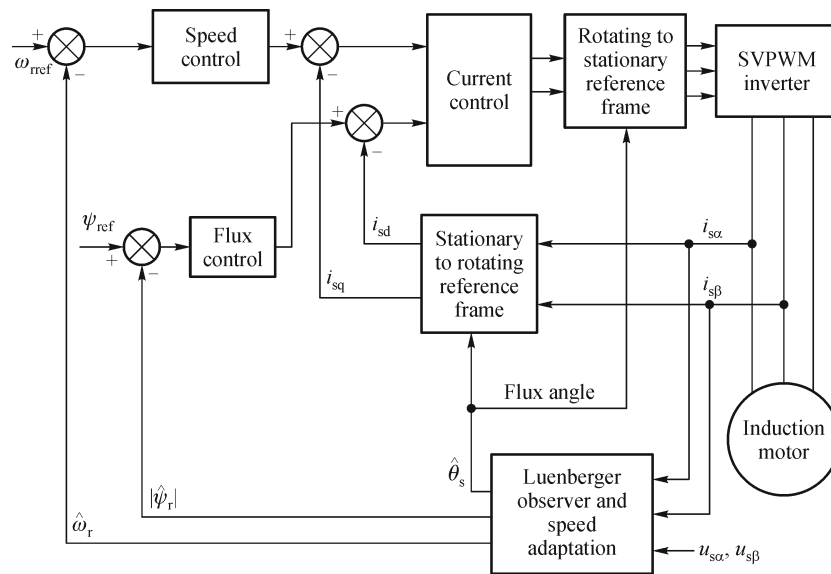 Speed
control
Current
control
Rotating to
stationary
reference
frame
SVPWM
inverter
+
−
ω_rref
+
−
+
−
ψ_ref
+
−
Flux
control
i_sd
i_sq
Stationary
to rotating
reference
frame
i_sα
i_sβ
Flux angle
Induction
motor
θ̂_s
|ψ̂_r|
ω̂_r
Luenberger
observer and
speed
adaptation
u_sα, u_sβ